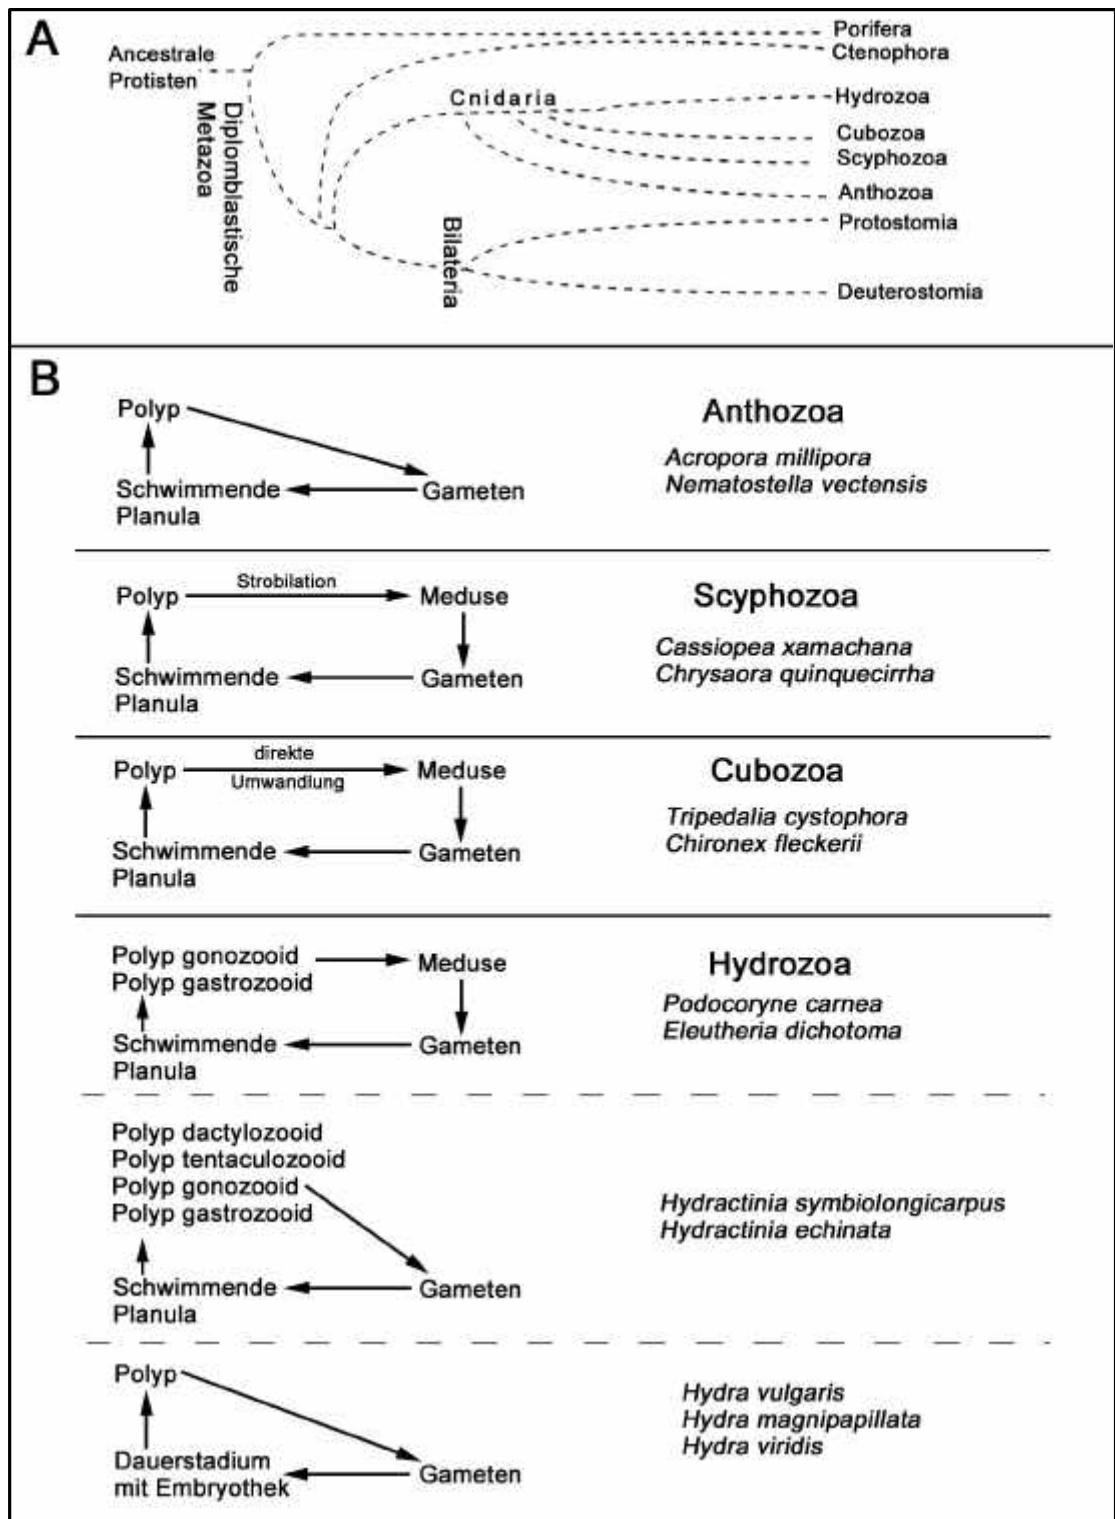 A
Ancestrale
Protisten
Diplomblastische
Metazoa
Porifera
Ctenophora
Cnidaria
Hydrozoa
Cubozoa
Scyphozoa
Anthozoa
Bilateria
Protostomia
Deuterostomia
B
Polyp
Schwimmende
Planula
Gameten
Anthozoa
Acropora millipora
Nematostella vectensis
Polyp
Strobilation
Meduse
Schwimmende
Planula
Gameten
Scyphozoa
Cassiopea xamachana
Chrysaora quinquecirrha
Polyp
direkte
Umwandlung
Meduse
Schwimmende
Planula
Gameten
Cubozoa
Tripedalia cystophora
Chironex fleckerii
Polyp gonozooid
Polyp gastrozooid
Meduse
Schwimmende
Planula
Gameten
Hydrozoa
Podocoryne carnea
Eleutheria dichotoma
Polyp dactylozooid
Polyp tentaculozooid
Polyp gonozooid
Polyp gastrozooid
Schwimmende
Planula
Gameten
Hydractinia symbiolongicarpus
Hydractinia echinata
Polyp
Dauerstadium
mit Embryothek
Gameten
Hydra vulgaris
Hydra magnipapillata
Hydra viridis